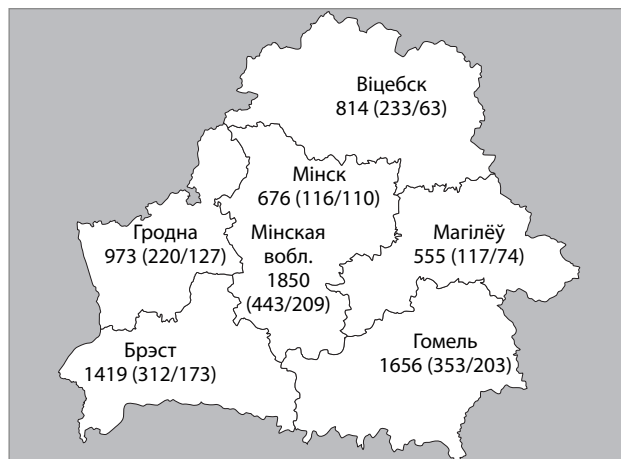 Віцебск
814 (233/63)
Мінск
676 (116/110)
Гродна
973 (220/127)
Мінская
вобл.
1850
(443/209)
Магілёў
555 (117/74)
Брэст
1419 (312/173)
Гомель
1656 (353/203)